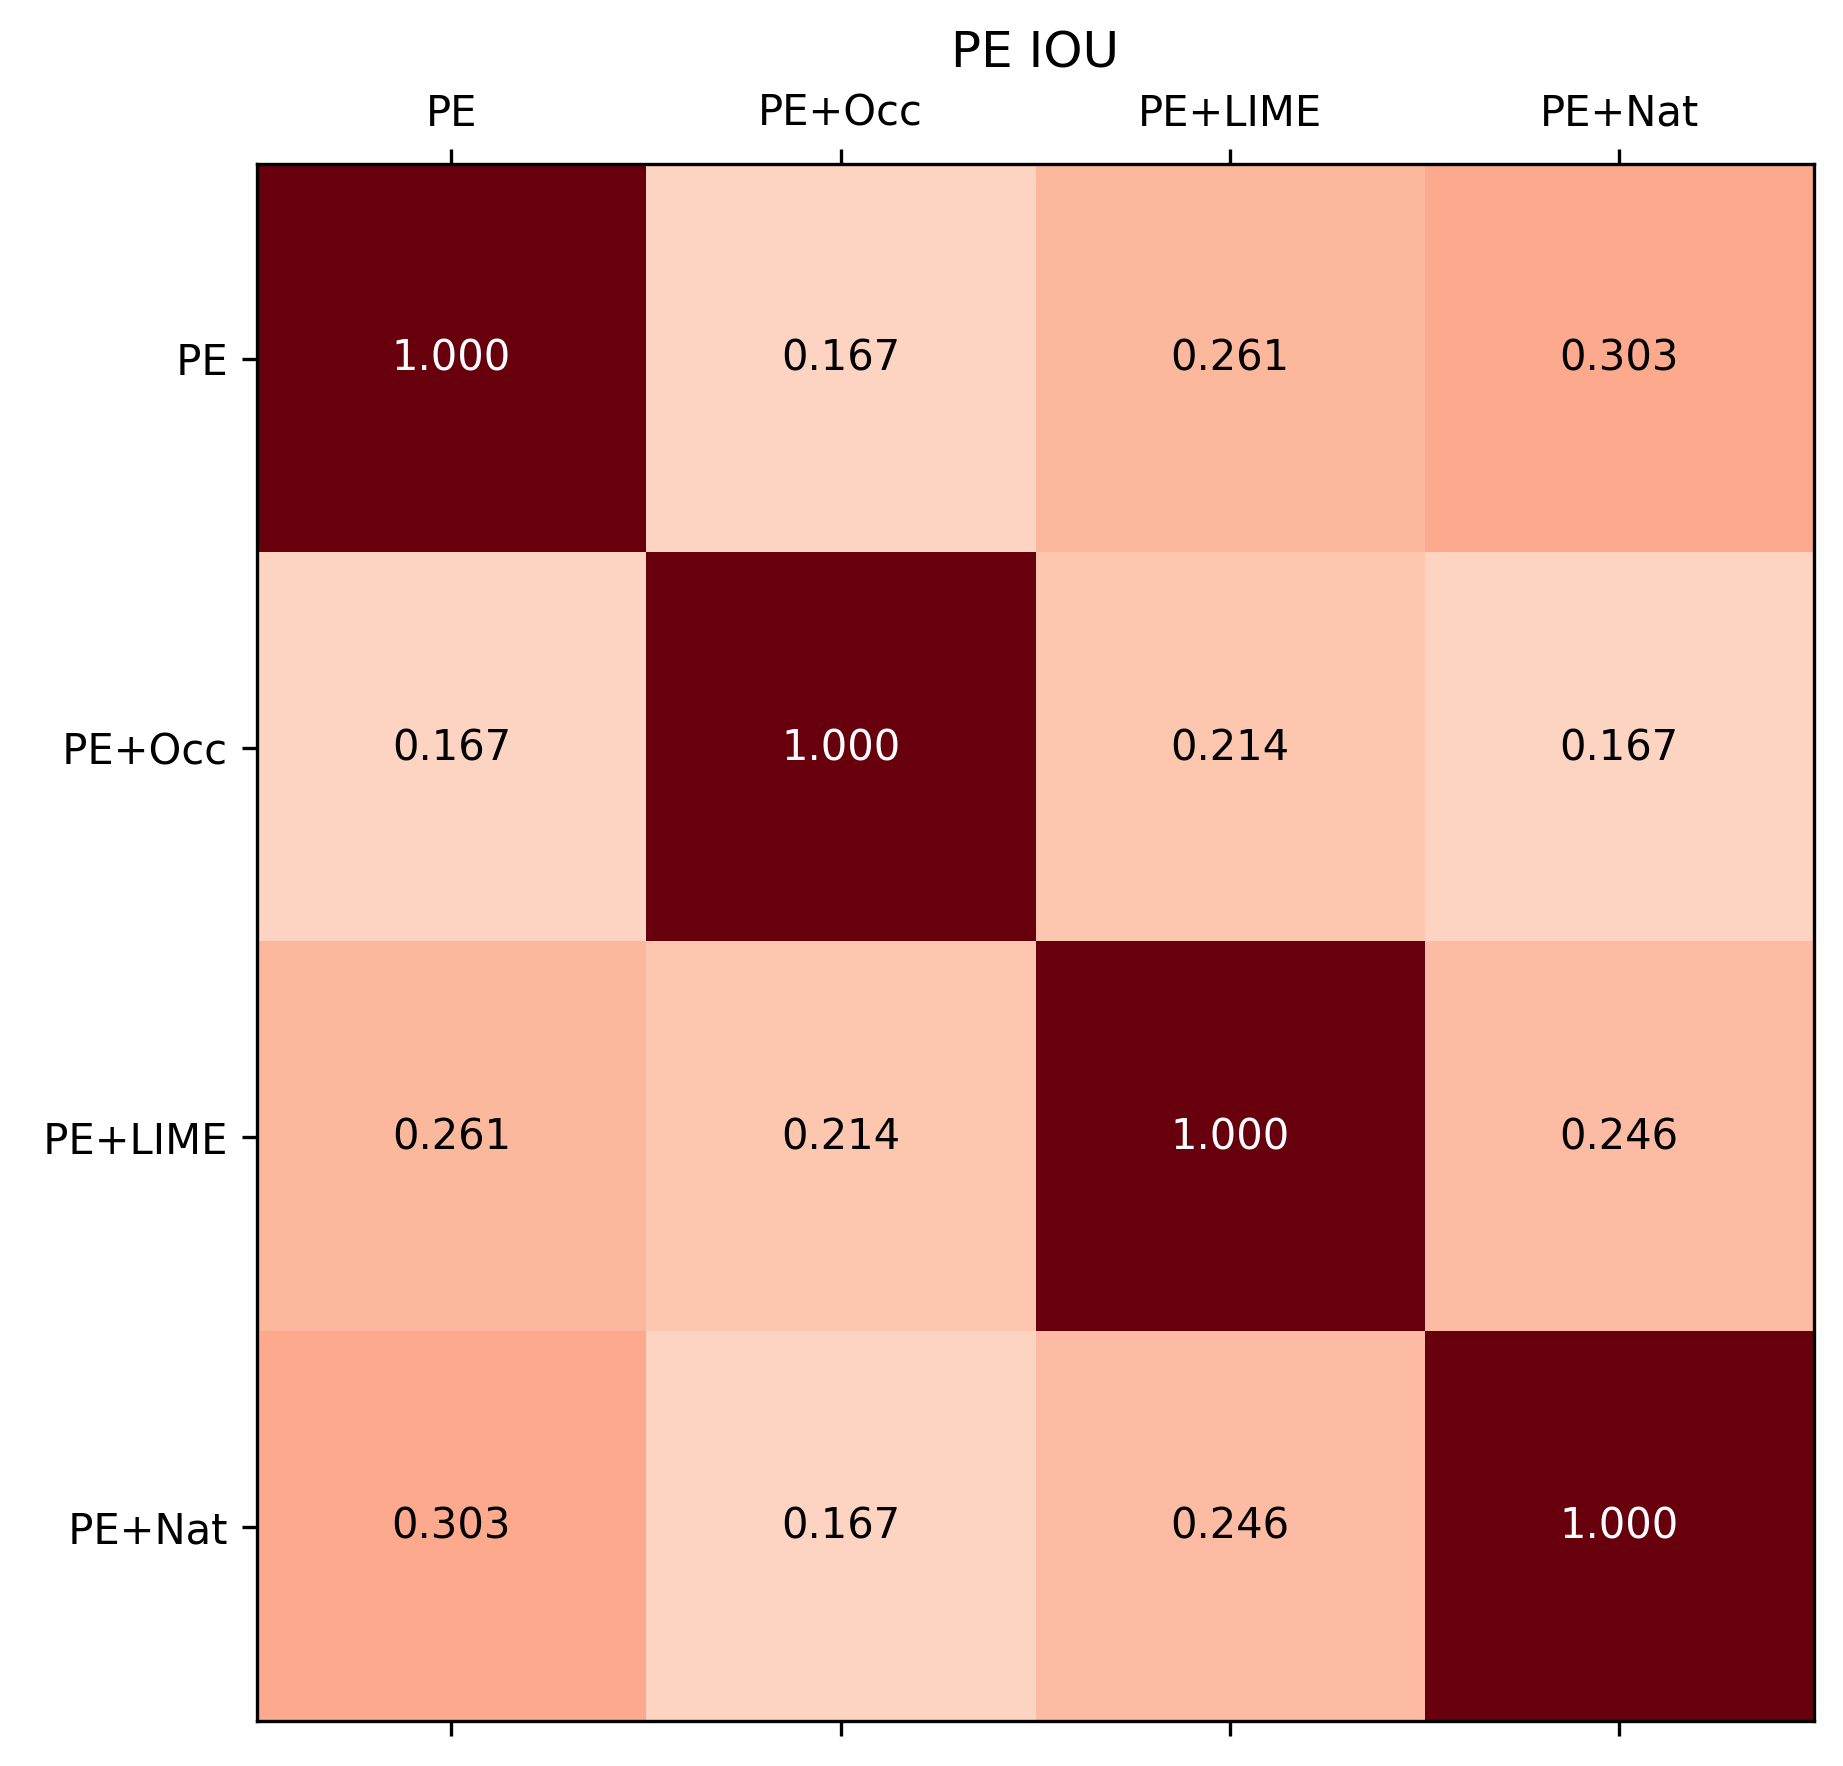 PE IOU
PE PE+Occ PE+LIME PE+Nat
PE 1.000 0.167 0.261 0.303
PE+Occ 0.167 1.000 0.214 0.167
PE+LIME 0.261 0.214 1.000 0.246
PE+Nat 0.303 0.167 0.246 1.000